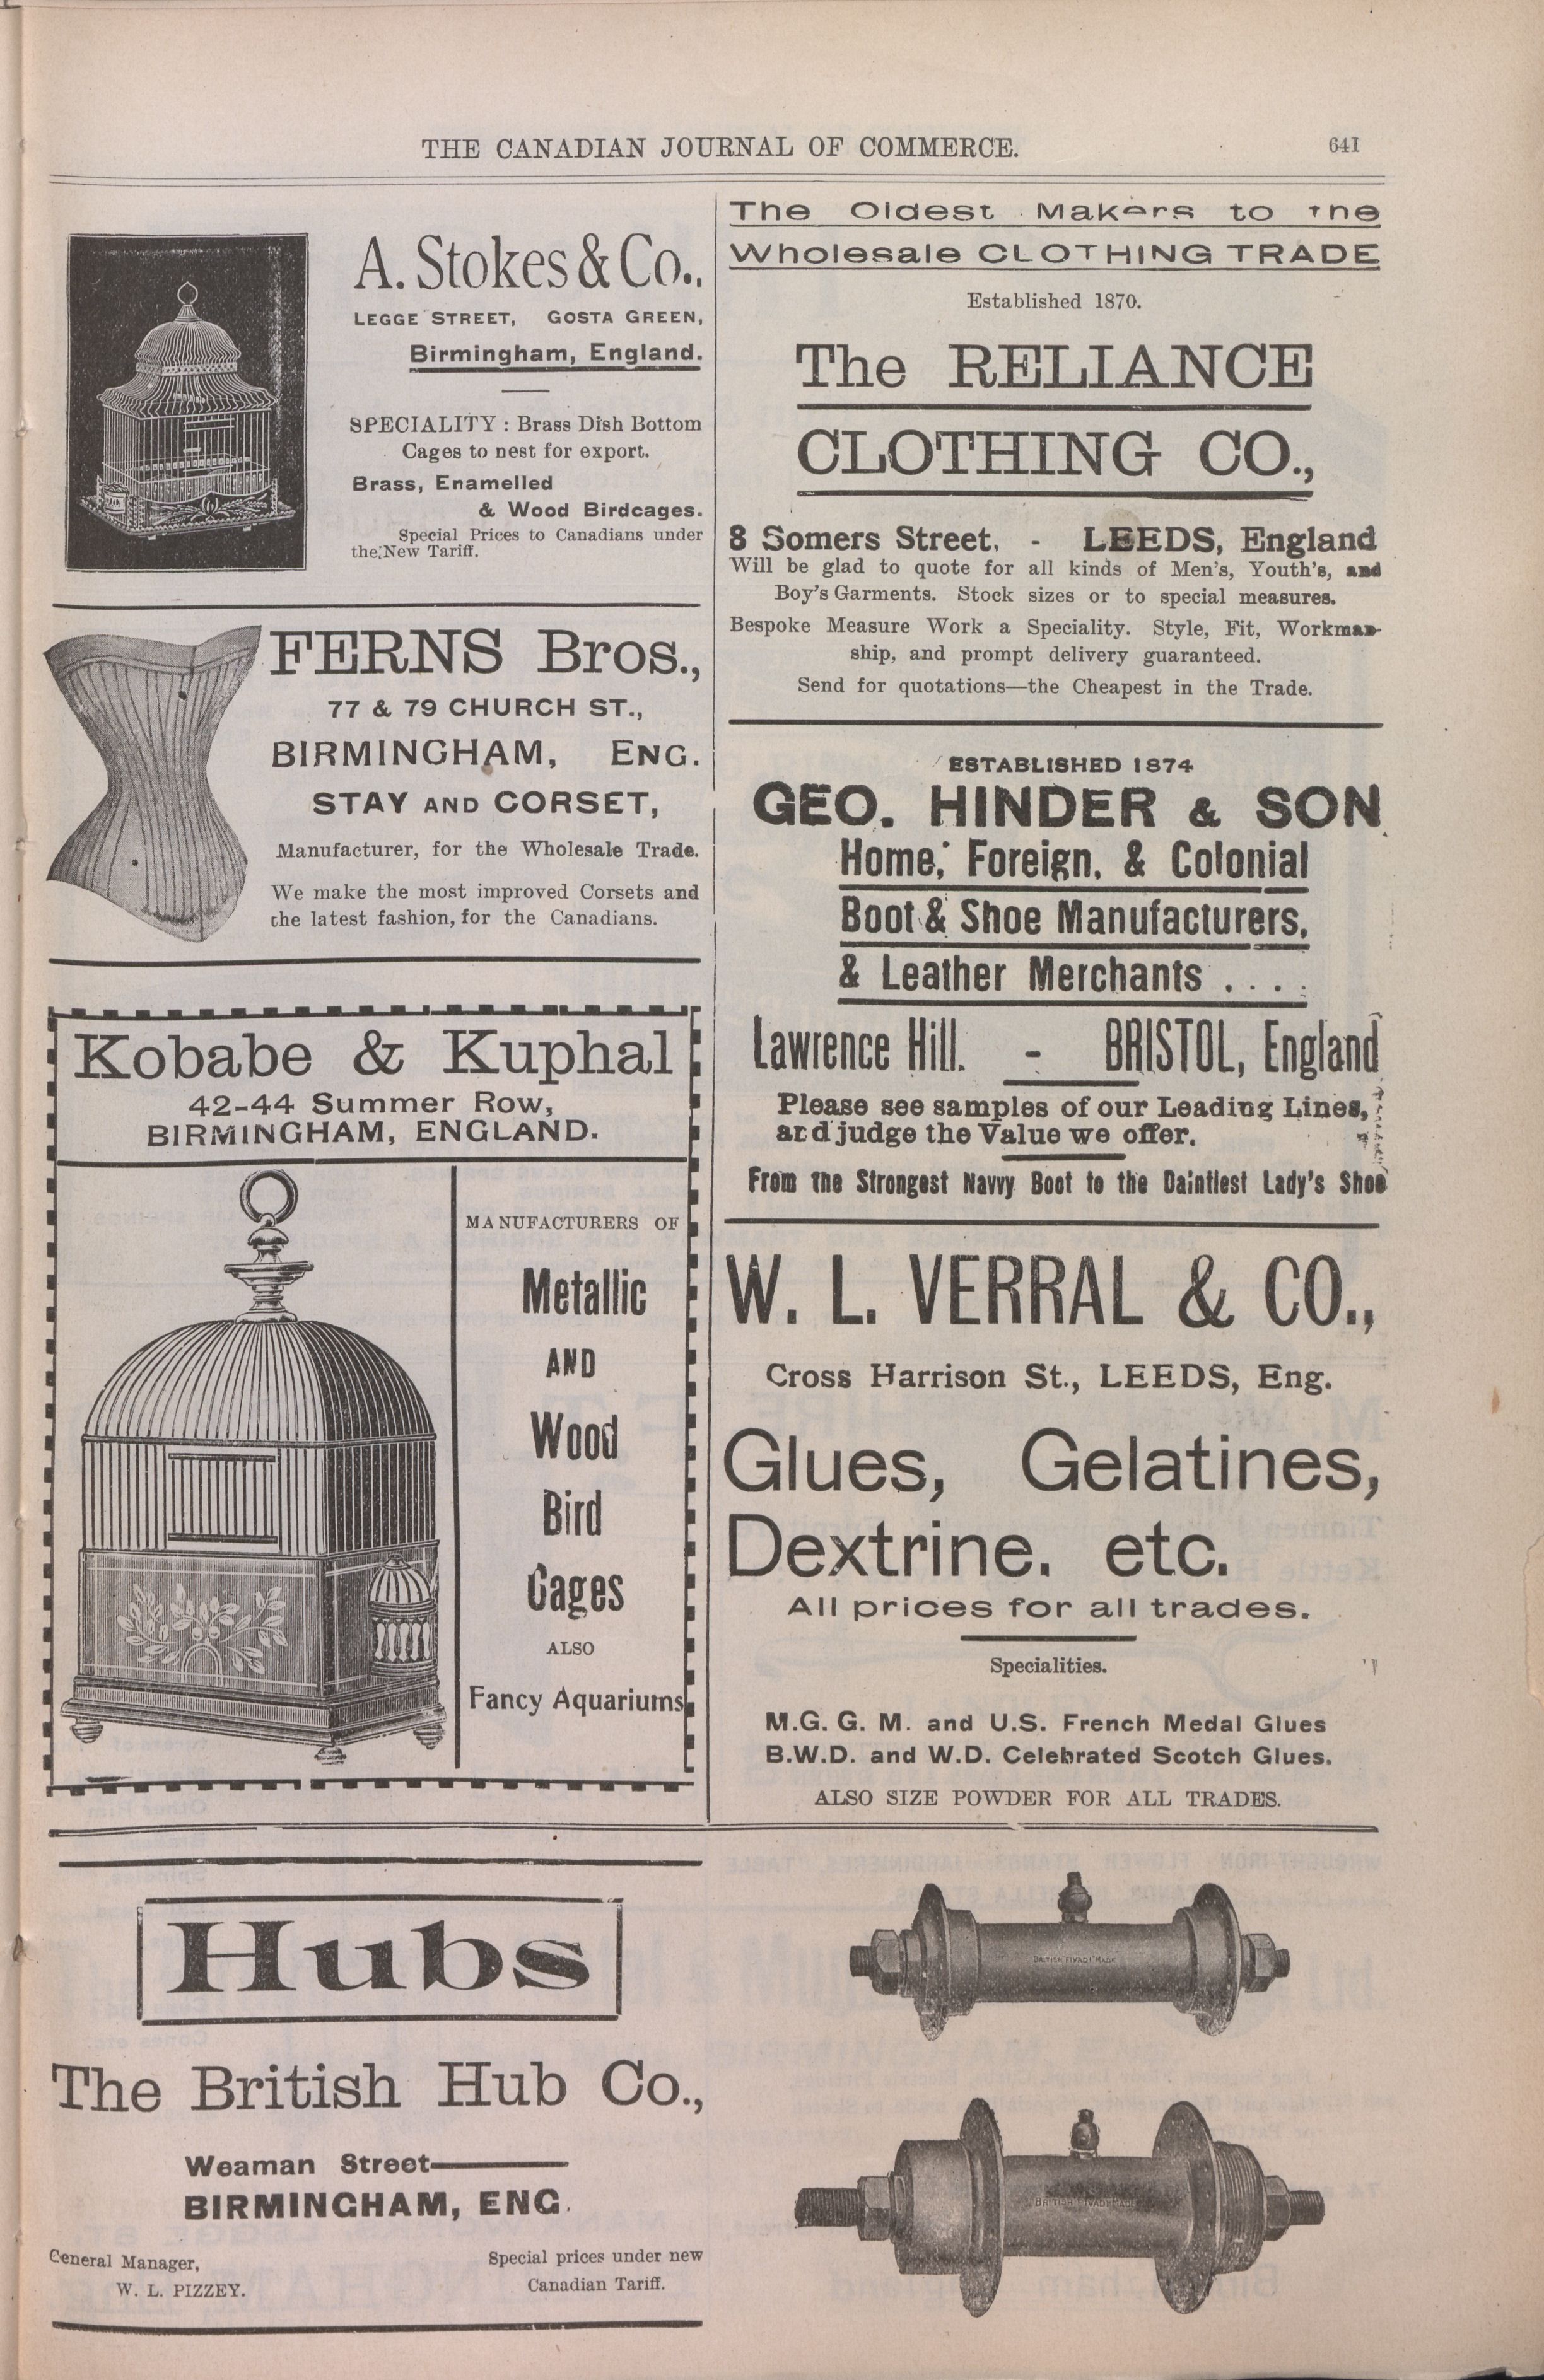 THE CANADIAN JOURNAL OF COMMERCE. 641
A. Stokes & Co.,
LEGGE STREET, GOSTA GREEN,
Birmingham, England.
SPECIALITY : Brass Dish Bottom
Cages to nest for export.
Brass, Enamelled
& Wood Birdcages.
Special Prices to Canadians under
the New Tariff.
FERNS Bros.,
77 & 79 CHURCH ST.,
BIRMINGHAM, ENG.
STAY AND CORSET,
Manufacturer, for the Wholesale Trade.
We make the most improved Corsets and
the latest fashion, for the Canadians.
Kobabe & Kuphal
42-44 Summer Row,
BIRMINGHAM, ENGLAND.
MANUFACTURERS OF
Metallic
AND
Wood
Bird
Cages
ALSO
Fancy Aquariums
The Oldest Makers to the
Wholesale CLOTHING TRADE
Established 1870.
The RELIANCE
CLOTHING CO.,
8 Somers Street, - LEEDS, England
Will be glad to quote for all kinds of Men's, Youth's, and
Boy's Garments. Stock sizes or to special measures.
Bespoke Measure Work a Speciality. Style, Fit, Workman-
ship, and prompt delivery guaranteed.
Send for quotations—the Cheapest in the Trade.
ESTABLISHED 1874
GEO. HINDER & SON
Home, Foreign, & Colonial
Boot & Shoe Manufacturers,
& Leather Merchants . . . .
Lawrence Hill. - BRISTOL, England
Please see samples of our Leading Lines,
and judge the Value we offer.
From the Strongest Navvy Boot to the Daintiest Lady's Shoe
W. L. VERRAL & CO.,
Cross Harrison St., LEEDS, Eng.
Glues, Gelatines,
Dextrine. etc.
All prices for all trades.
Specialities.
M.G. G. M. and U.S. French Medal Glues
B.W.D. and W.D. Celebrated Scotch Glues.
ALSO SIZE POWDER FOR ALL TRADES.
Hubs
The British Hub Co.,
Weaman Street
BIRMINGHAM, ENG.
General Manager,
W. L. PIZZEY.
Special prices under new
Canadian Tariff.